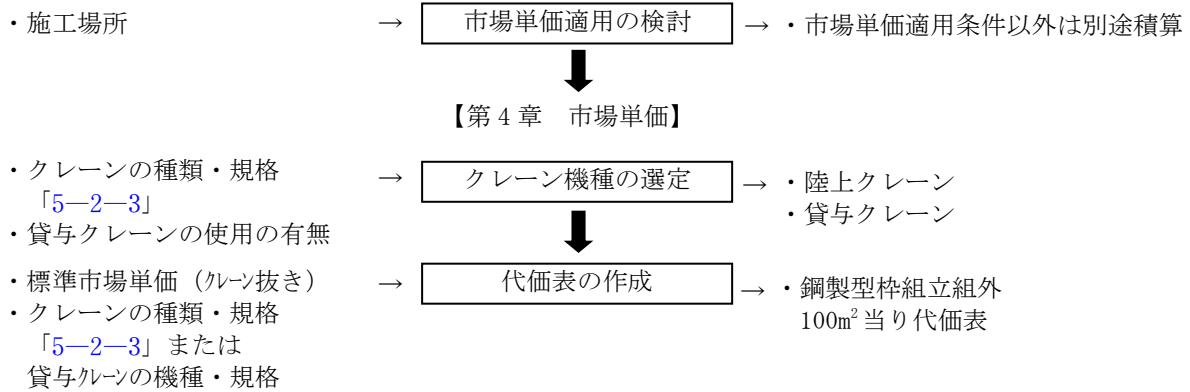 ・施工場所 → 市場単価適用の検討 → ・市場単価適用条件以外は別途積算
【第4章　市場単価】
・クレーンの種類・規格 → クレーン機種の選定 → ・陸上クレーン
「5―2―3」 ・貸与クレーン
・貸与クレーンの使用の有無
・標準市場単価（ｸﾚｰﾝ抜き） → 代価表の作成 → ・鋼製型枠組立組外
・クレーンの種類・規格 100m²当り代価表
「5―2―3」または
貸与ｸﾚｰﾝの機種・規格